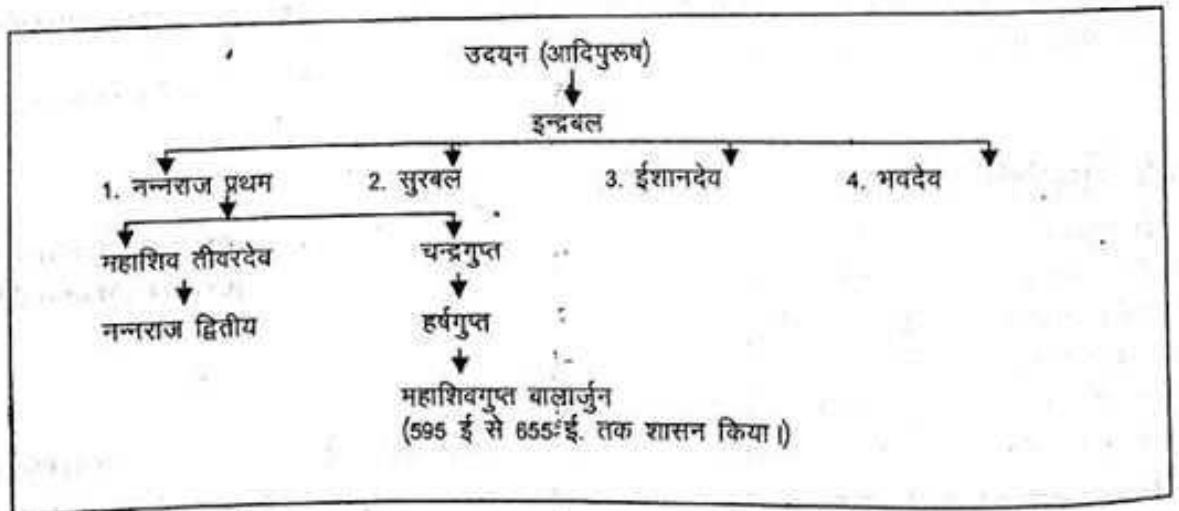 उदयन (आदिपुरूष)
इन्द्रबल
1. नन्नराज प्रथम 2. सुरबल 3. ईशानदेव 4. भवदेव
महाशिव तीवरदेव चन्द्रगुप्त
नन्नराज द्वितीय हर्षगुप्त
महाशिवगुप्त बालार्जुन
(595 ई से 655 ई. तक शासन किया।)